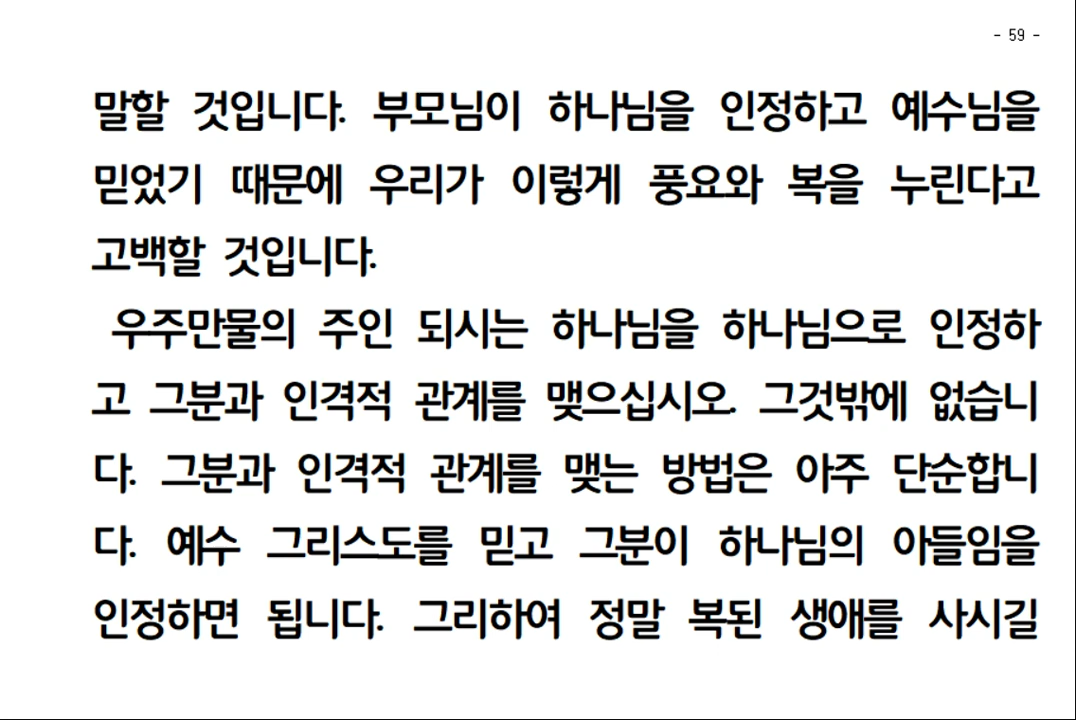 - 59 -
말할 것입니다. 부모님이 하나님을 인정하고 예수님을
믿었기 때문에 우리가 이렇게 풍요와 복을 누린다고
고백할 것입니다.
우주만물의 주인 되시는 하나님을 하나님으로 인정하
고 그분과 인격적 관계를 맺으십시오. 그것밖에 없습니
다. 그분과 인격적 관계를 맺는 방법은 아주 단순합니
다. 예수 그리스도를 믿고 그분이 하나님의 아들임을
인정하면 됩니다. 그리하여 정말 복된 생애를 사시길